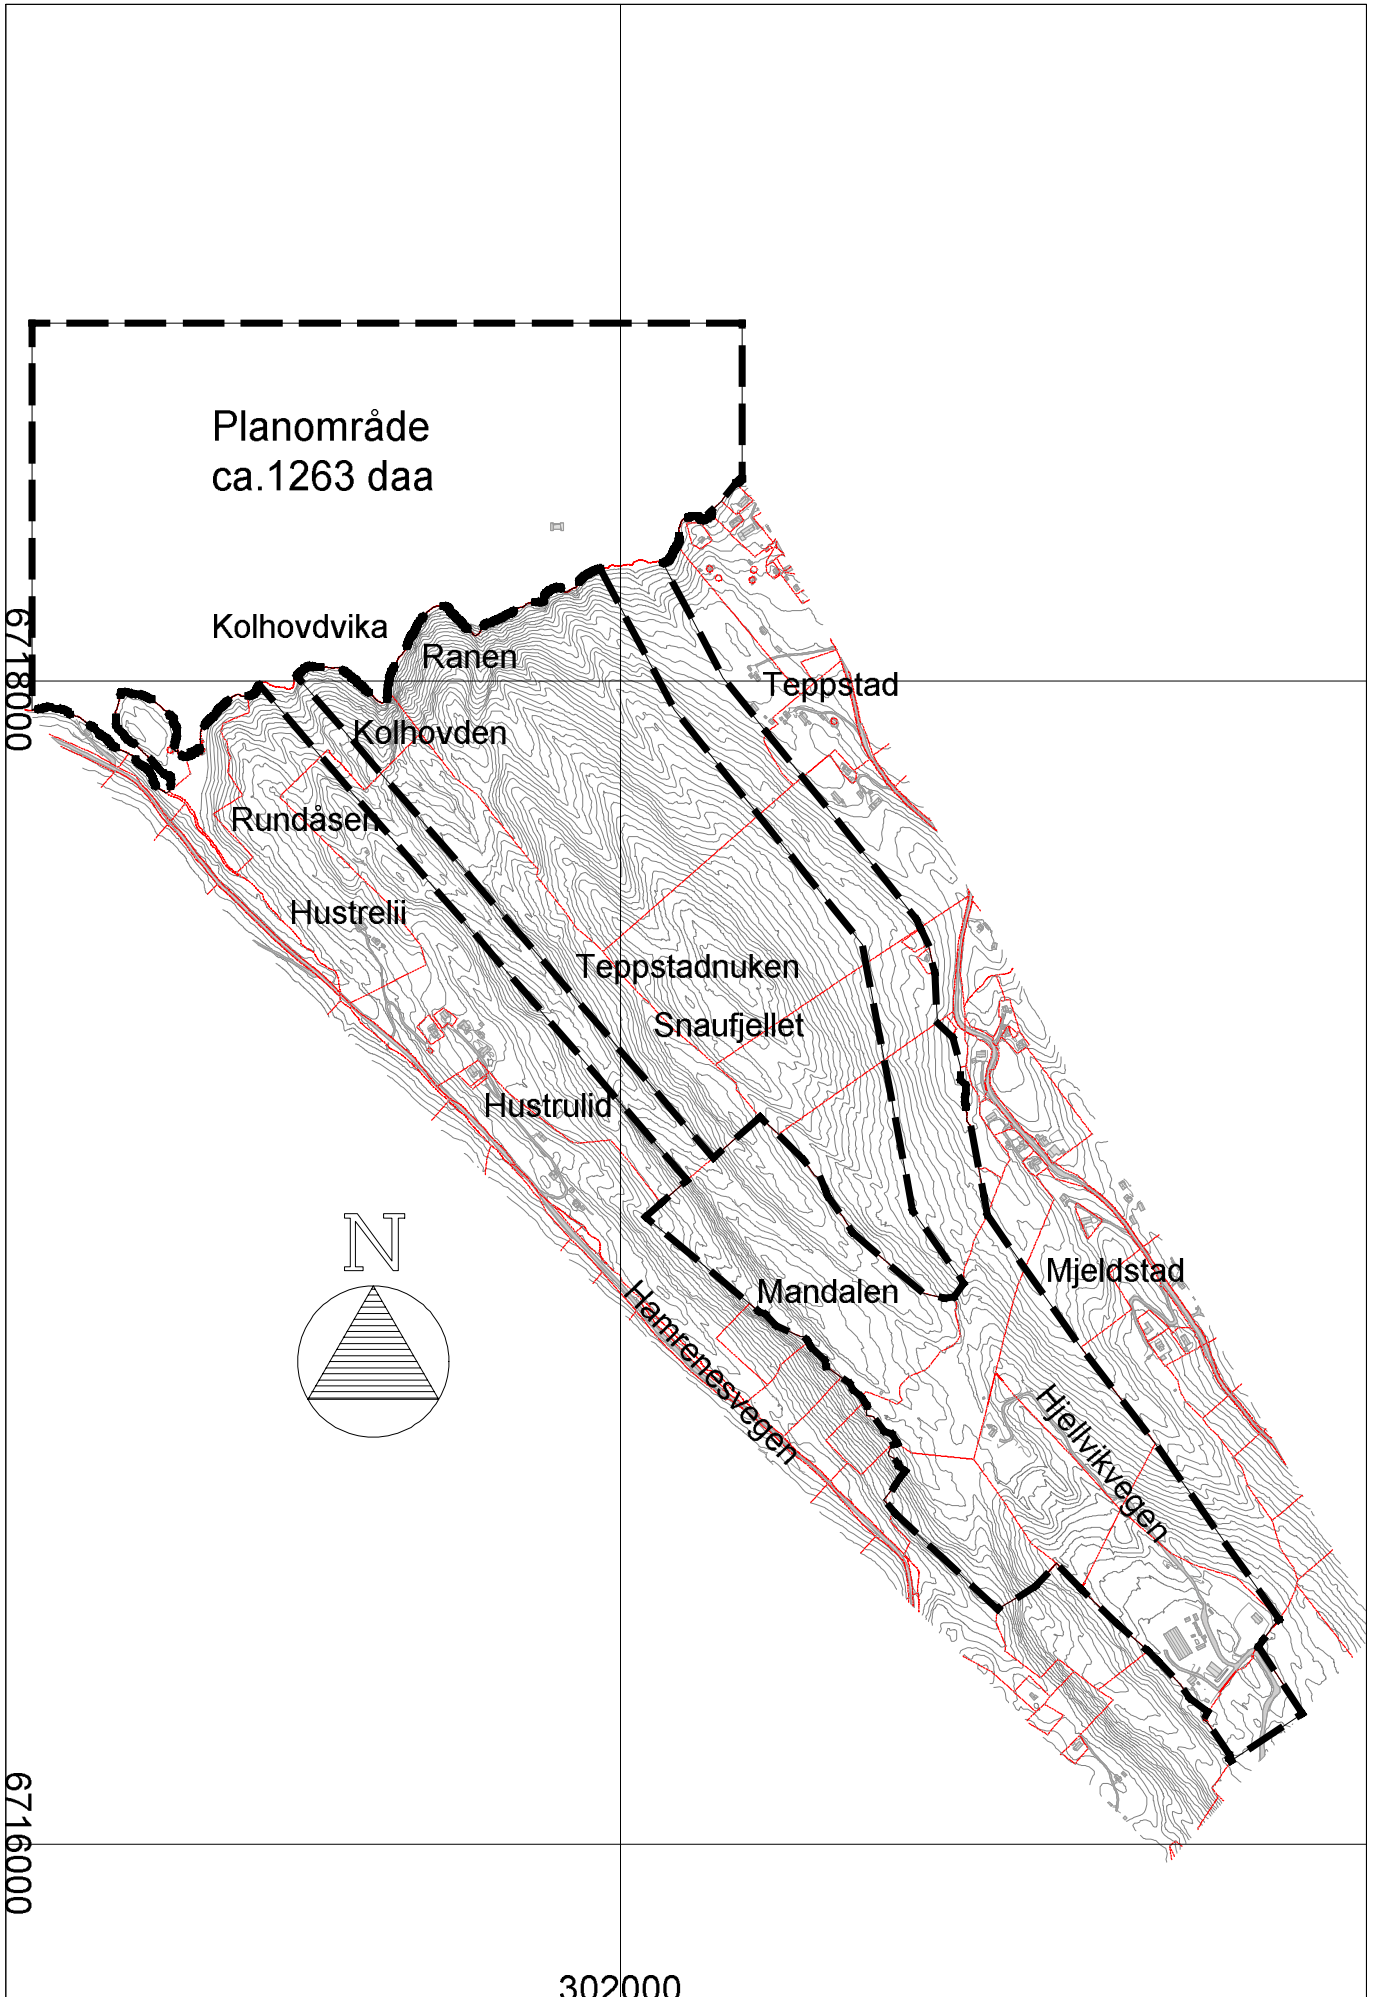 Planområde
ca.1263 daa
Kolhovdvika
Ranen
6718000
Teppstad
Kolhovden
Rundåsen
Hustrelii
Teppstadnuken
Snaufjellet
Hustrulid
N
Mjeldstad
Mandalen
Hamrenesvegen
Hjellvikvegen
6716000
302000